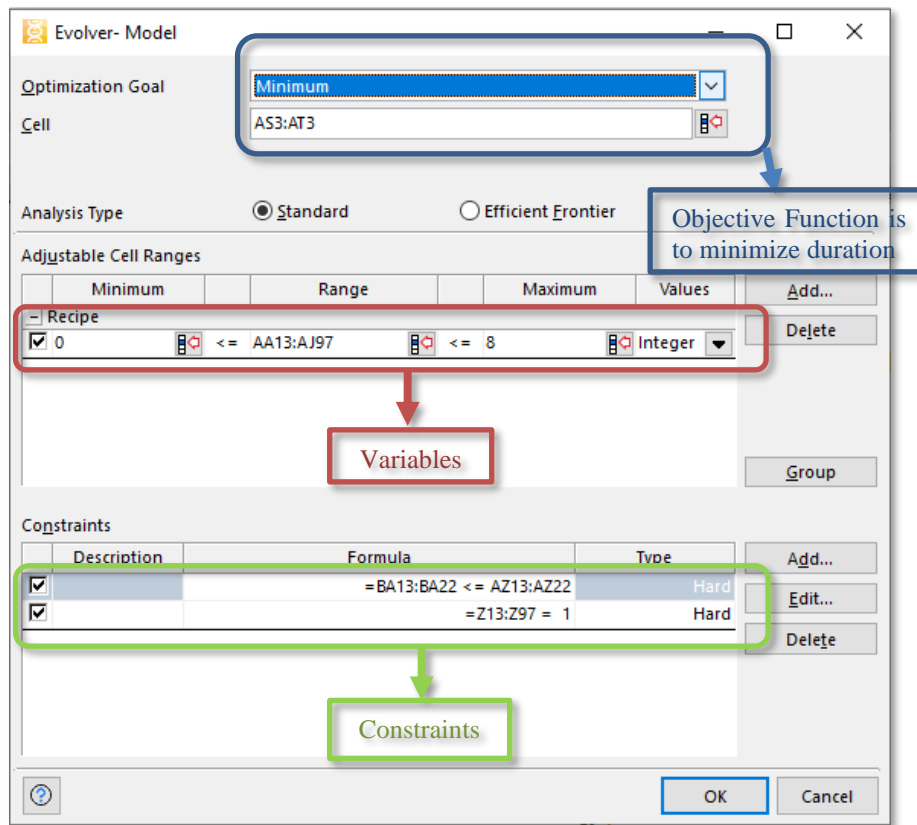 Evolver- Model
Optimization Goal
Minimum
Cell
AS3:AT3
Analysis Type
Standard
Efficient Frontier
Objective Function is
to minimize duration
Adjustable Cell Ranges
Minimum Range Maximum Values
Add...
Recipe
0 <= AA13:AJ97 <= 8 Integer
Delete
Variables
Group
Constraints
Description Formula Type
Add...
=BA13:BA22 <= AZ13:AZ22 Hard
Edit...
=Z13:Z97 = 1 Hard
Delete
Constraints
OK Cancel